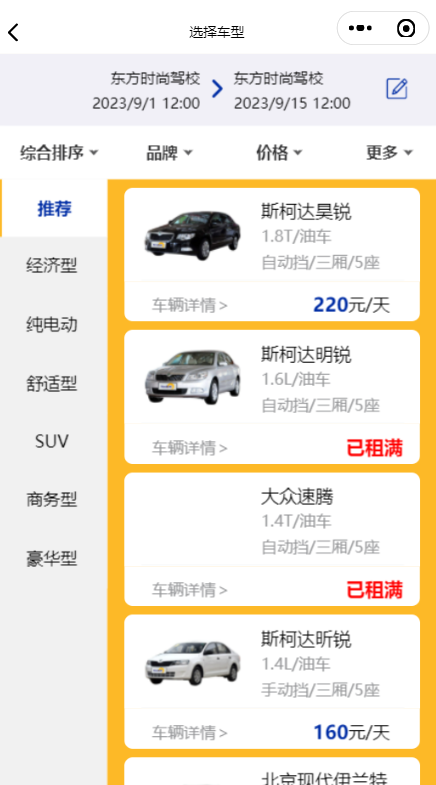 选择车型
东方时尚驾校 东方时尚驾校
2023/9/1 12:00 2023/9/15 12:00
综合排序 品牌 价格 更多
推荐
经济型
纯电动
舒适型
SUV
商务型
豪华型
斯柯达昊锐
1.8T/油车
自动挡/三厢/5座
车辆详情> 220元/天
斯柯达明锐
1.6L/油车
自动挡/三厢/5座
车辆详情> 已租满
大众速腾
1.4T/油车
自动挡/三厢/5座
车辆详情> 已租满
斯柯达昕锐
1.4L/油车
手动挡/三厢/5座
车辆详情> 160元/天
北京现代伊兰特